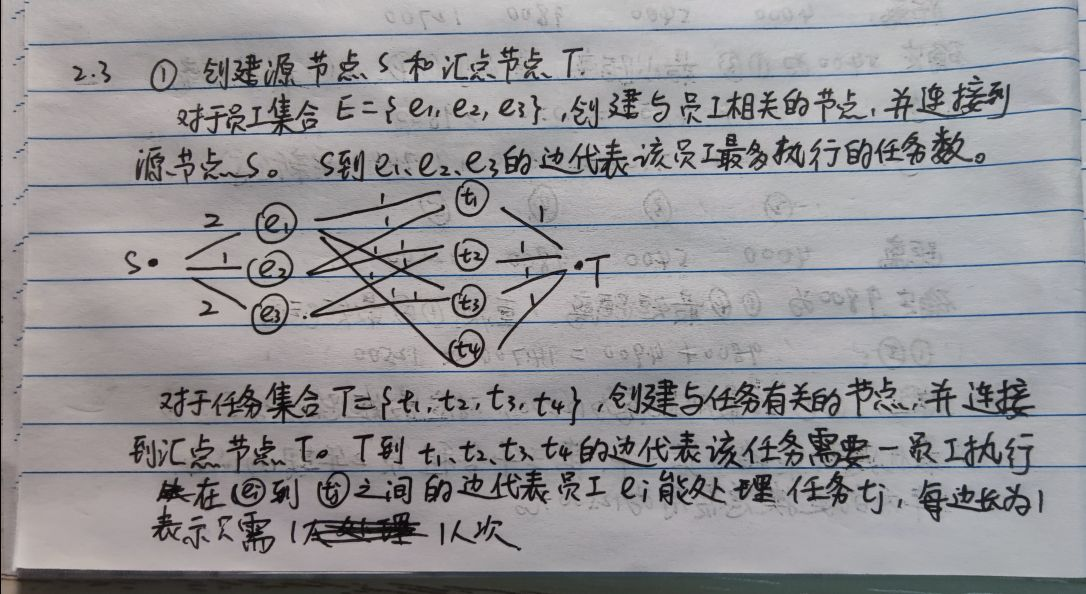 2.3 ① 创建源节点 S 和汇点节点 T.
对于员工集合 E={e1, e2, e3},创建与员工相关的节点,并连接到
源节点 S。 S到 e1、e2、e3的边代表该员工最多执行的任务数。
2 e1 1 t1 1
S 1 e2 1 1 t2 1 T
2 e3 1 1 t3 1
t4 1
对于任务集合 T={t1, t2, t3, t4},创建与任务有关的节点,并连接
到汇点节点 T。 T到 t1、t2、t3、t4的边代表该任务需要一员工执行
在 ei 到 tj 之间的边代表员工 ei能处理 任务tj,每边长为1
表示只需 1人次